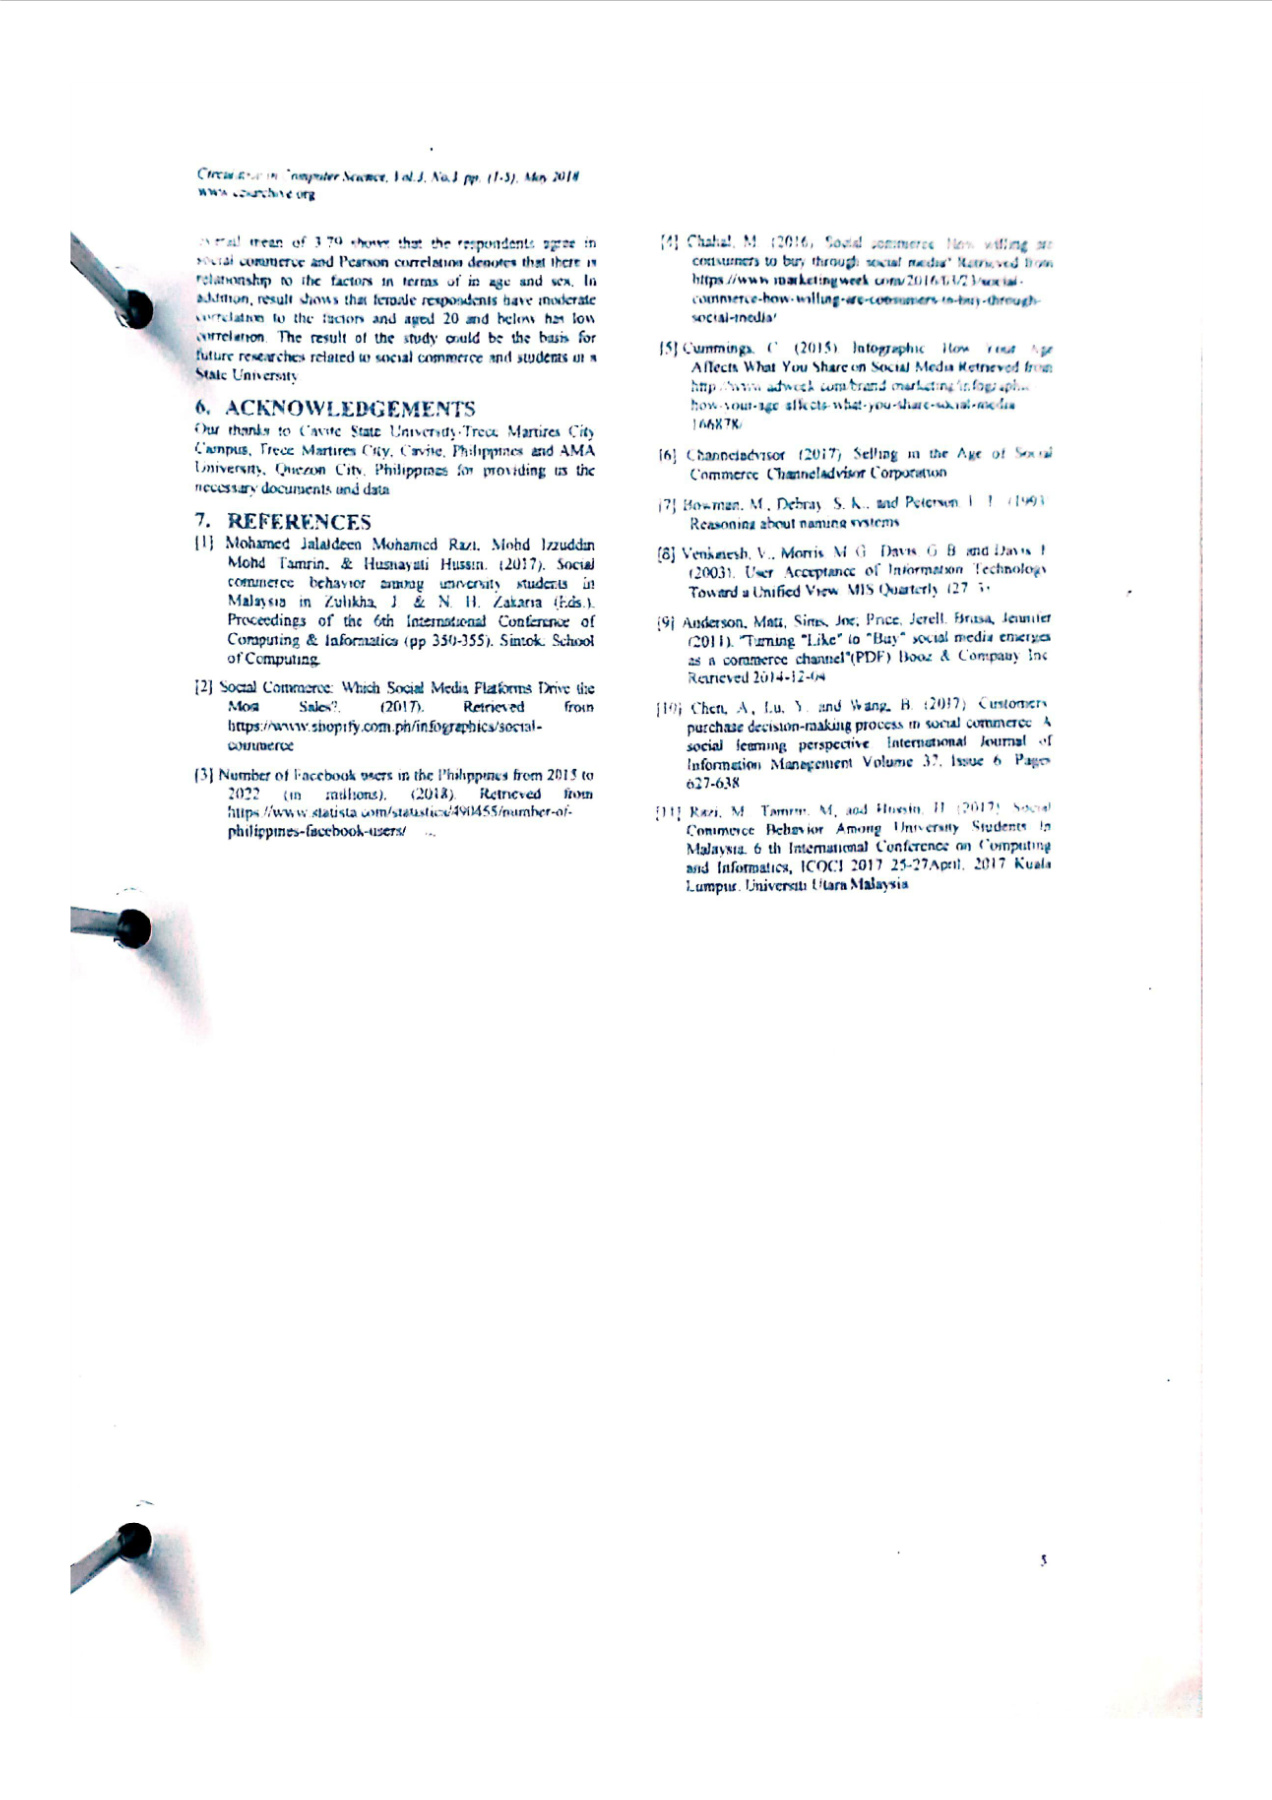 Computer Science, Vol.3, No.3 pp. (1-5), May 2018
mean of 3.79 shows that the respondents agree in
social commerce and Pearson correlation denotes that there is
relationship to the factors in terms of in age and sex. In
addition, result shows that female respondents have moderate
correlation to the factors and aged 20 and below has low
correlation. The result of the study could be the basis for
future researches related to social commerce and students in a
State University
6. ACKNOWLEDGEMENTS
Our thanks to Cavite State University-Trece Martires City
Campus, Trece Martires City, Cavite, Philippines and AMA
University, Quezon City, Philippines for providing us the
necessary documents and data
7. REFERENCES
[1] Mohamed Jalaldeen Mohamed Razi, Mohd Izzuddin
Mohd Tamrin, & Husnayati Hussin. (2017). Social
commerce behavior among university students in
Malaysia in Zulikha, J. & N. H. Zakaria (Eds.).
Proceedings of the 6th International Conference of
Computing & Informatics (pp 350-355). Sintok: School
of Computing.
[2] Social Commerce: Which Social Media Platforms Drive the
Most Sales?. (2017). Retrieved from
https://www.shopify.com.ph/infographics/social-
commerce
[3] Number of Facebook users in the Philippines from 2015 to
2022 (in millions). (2018). Retrieved from
https://www.statista.com/statistics/490455/number-of-
philippines-facebook-users/
[4] Chahal, M. (2016) Social commerce How willing are
consumers to buy through social media' Retrieved from
https://www.marketingweek.com/2016/03/23/social-
commerce-how-willing-are-consumers-to-buy-through-
social-media/
[5] Cummings, C (2015) Infographic How Your Age
Affects What You Share on Social Media Retrieved from
how-your-age-affects-what-you-share-social-media
166878/
[6] Channeladvisor (2017) Selling in the Age of Social
Commerce Channeladvisor Corporation
[7] Bowman, M., Debray, S. K., and Peterson
Reasoning about naming systems
[8] Venkatesh, V., Morris M G Davis G B and Davis F
(2003). User Acceptance of Information Technology
Toward a Unified View MIS Quarterly (27
[9] Anderson, Matt, Sims, Joe; Price, Jerell. Brusa, Jennifer
(2011). "Turning "Like" to "Buy" social media emerges
as a commerce channel"(PDF) Booz & Company Inc
Retrieved 2014-12-04
[10] Chen, A, Lu, Y and Wang, B. (2017) Customers
purchase decision-making process in social commerce A
social learning perspective International Journal of
Information Management Volume 37, Issue 6 Pages
627-638
[11] Razi, M Tamrin, M, and Hussin, H (2017) Social
Commerce Behavior Among University Students in
Malaysia. 6 th International Conference on Computing
and Informatics, ICOCI 2017 25-27April, 2017 Kuala
Lumpur. Universiti Utara Malaysia
5